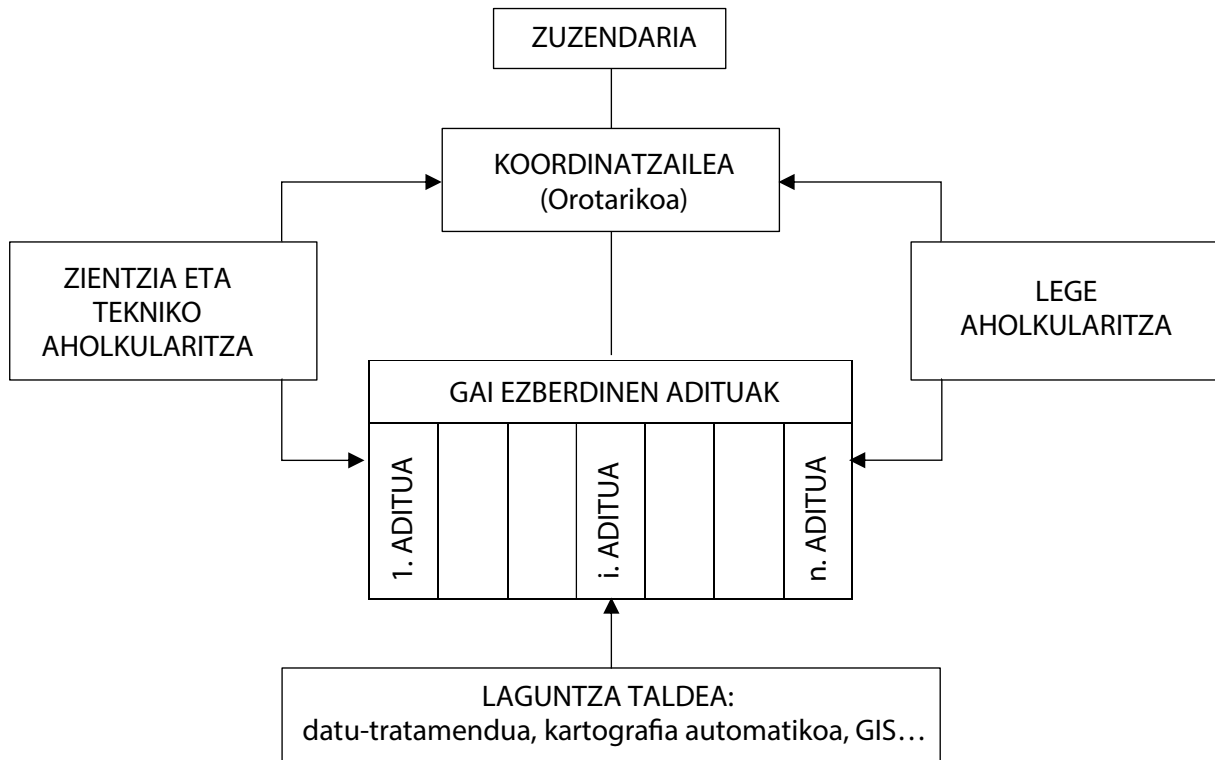 ZUZENDARIA
KOORDINATZAILEA
(Orotarikoa)
ZIENTZIA ETA
TEKNIKO
AHOLKULARITZA
LEGE
AHOLKULARITZA
GAI EZBERDINEN ADITUAK
1. ADITUA
i. ADITUA
n. ADITUA
LAGUNTZA TALDEA:
datu-tratamendua, kartografia automatikoa, GIS…